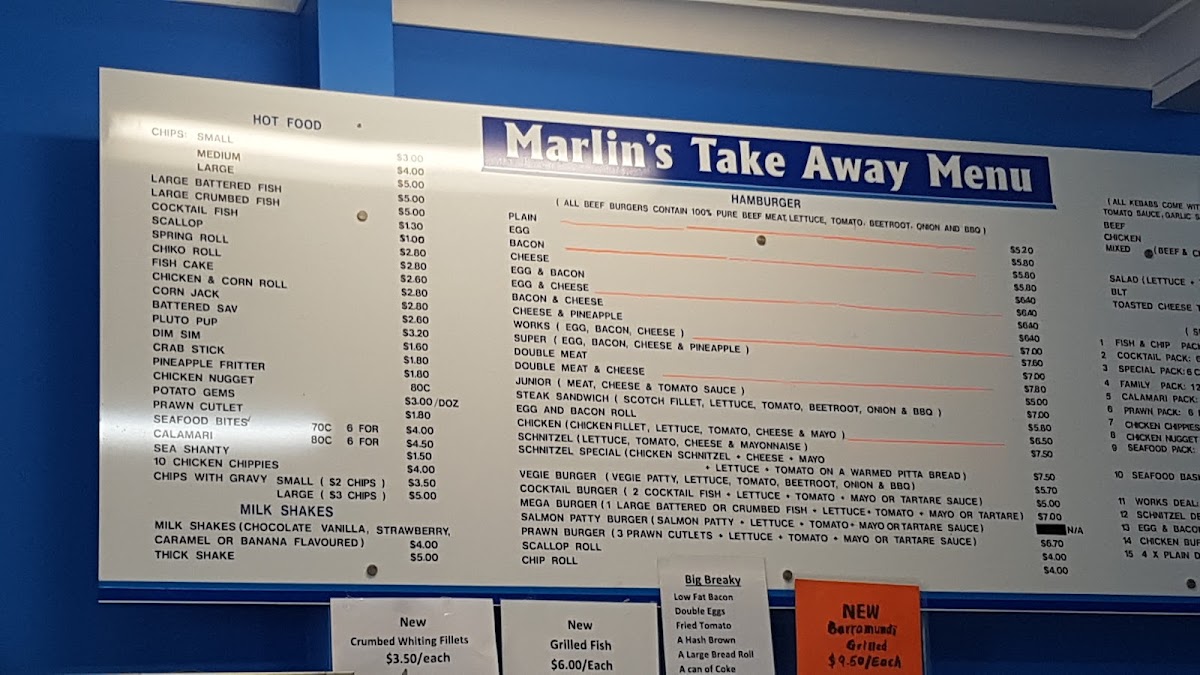 Marlin's Take Away Menu
HOT FOOD
CHIPS: SMALL $3.00
MEDIUM $4.00
LARGE $5.00
LARGE BATTERED FISH $5.00
LARGE CRUMBED FISH $5.00
COCKTAIL FISH $1.30
SCALLOP $1.00
SPRING ROLL $2.80
CHIKO ROLL $2.80
FISH CAKE $2.60
CHICKEN & CORN ROLL $2.80
CORN JACK $2.80
BATTERED SAV $2.60
PLUTO PUP $3.20
DIM SIM $1.60
CRAB STICK $1.80
PINEAPPLE FRITTER $1.80
CHICKEN NUGGET 80C
POTATO GEMS $3.00/DOZ
PRAWN CUTLET $1.80
SEAFOOD BITES 70C 6 FOR $4.00
CALAMARI 80C 6 FOR $4.50
SEA SHANTY $1.50
10 CHICKEN CHIPPIES $4.00
CHIPS WITH GRAVY SMALL ( $2 CHIPS ) $3.50
LARGE ( $3 CHIPS ) $5.00
MILK SHAKES
MILK SHAKES (CHOCOLATE VANILLA, STRAWBERRY,
CARAMEL OR BANANA FLAVOURED) $4.00
THICK SHAKE $5.00
HAMBURGER
( ALL BEEF BURGERS CONTAIN 100% PURE BEEF MEAT, LETTUCE, TOMATO, BEETROOT, ONION AND BBQ )
PLAIN $5.20
EGG $5.80
BACON $5.80
CHEESE $5.80
EGG & BACON $6.40
EGG & CHEESE $6.40
BACON & CHEESE $6.40
CHEESE & PINEAPPLE $6.40
WORKS ( EGG, BACON, CHEESE ) $7.00
SUPER ( EGG, BACON, CHEESE & PINEAPPLE ) $7.60
DOUBLE MEAT $7.00
DOUBLE MEAT & CHEESE $7.80
JUNIOR ( MEAT, CHEESE & TOMATO SAUCE ) $5.00
STEAK SANDWICH ( SCOTCH FILLET, LETTUCE, TOMATO, BEETROOT, ONION & BBQ ) $7.00
EGG AND BACON ROLL $5.80
CHICKEN (CHICKEN FILLET, LETTUCE, TOMATO, CHEESE & MAYO ) $6.50
SCHNITZEL (LETTUCE, TOMATO, CHEESE & MAYONNAISE ) $7.50
SCHNITZEL SPECIAL (CHICKEN SCHNITZEL + CHEESE + MAYO
+ LETTUCE + TOMATO ON A WARMED PITTA BREAD) $7.50
VEGIE BURGER ( VEGIE PATTY, LETTUCE, TOMATO, BEETROOT, ONION & BBQ ) $5.70
COCKTAIL BURGER ( 2 COCKTAIL FISH + LETTUCE + TOMATO + MAYO OR TARTARE SAUCE) $5.00
MEGA BURGER (1 LARGE BATTERED OR CRUMBED FISH + LETTUCE + TOMATO + MAYO OR TARTARE) $7.00
SALMON PATTY BURGER (SALMON PATTY + LETTUCE + TOMATO + MAYO OR TARTARE SAUCE) N/A
PRAWN BURGER (3 PRAWN CUTLETS + LETTUCE + TOMATO + MAYO OR TARTARE SAUCE) $6.70
SCALLOP ROLL $4.00
CHIP ROLL $4.00
( ALL KEBABS COME WIT
TOMATO SAUCE, GARLIC S
BEEF
CHICKEN
MIXED (BEEF & C
SALAD (LETTUCE +
BLT
TOASTED CHEESE T
( S
1 FISH & CHIP PACK
2 COCKTAIL PACK: 6
3 SPECIAL PACK: 6 C
4 FAMILY PACK: 12
5 CALAMARI PACK:
6 PRAWN PACK: 6
7 CHICKEN CHIPPIES
8 CHICKEN NUGGET
9 SEAFOOD PACK:
10 SEAFOOD BAS
11 WORKS DEAL:
12 SCHNITZEL DE
13 EGG & BACO
14 CHICKEN BUR
15 4 X PLAIN D
New
Crumbed Whiting Fillets
$3.50/each
New
Grilled Fish
$6.00/Each
Big Breaky
Low Fat Bacon
Double Eggs
Fried Tomato
A Hash Brown
A Large Bread Roll
A can of Coke
NEW
Barramundi
Grilled
$9.50/Each